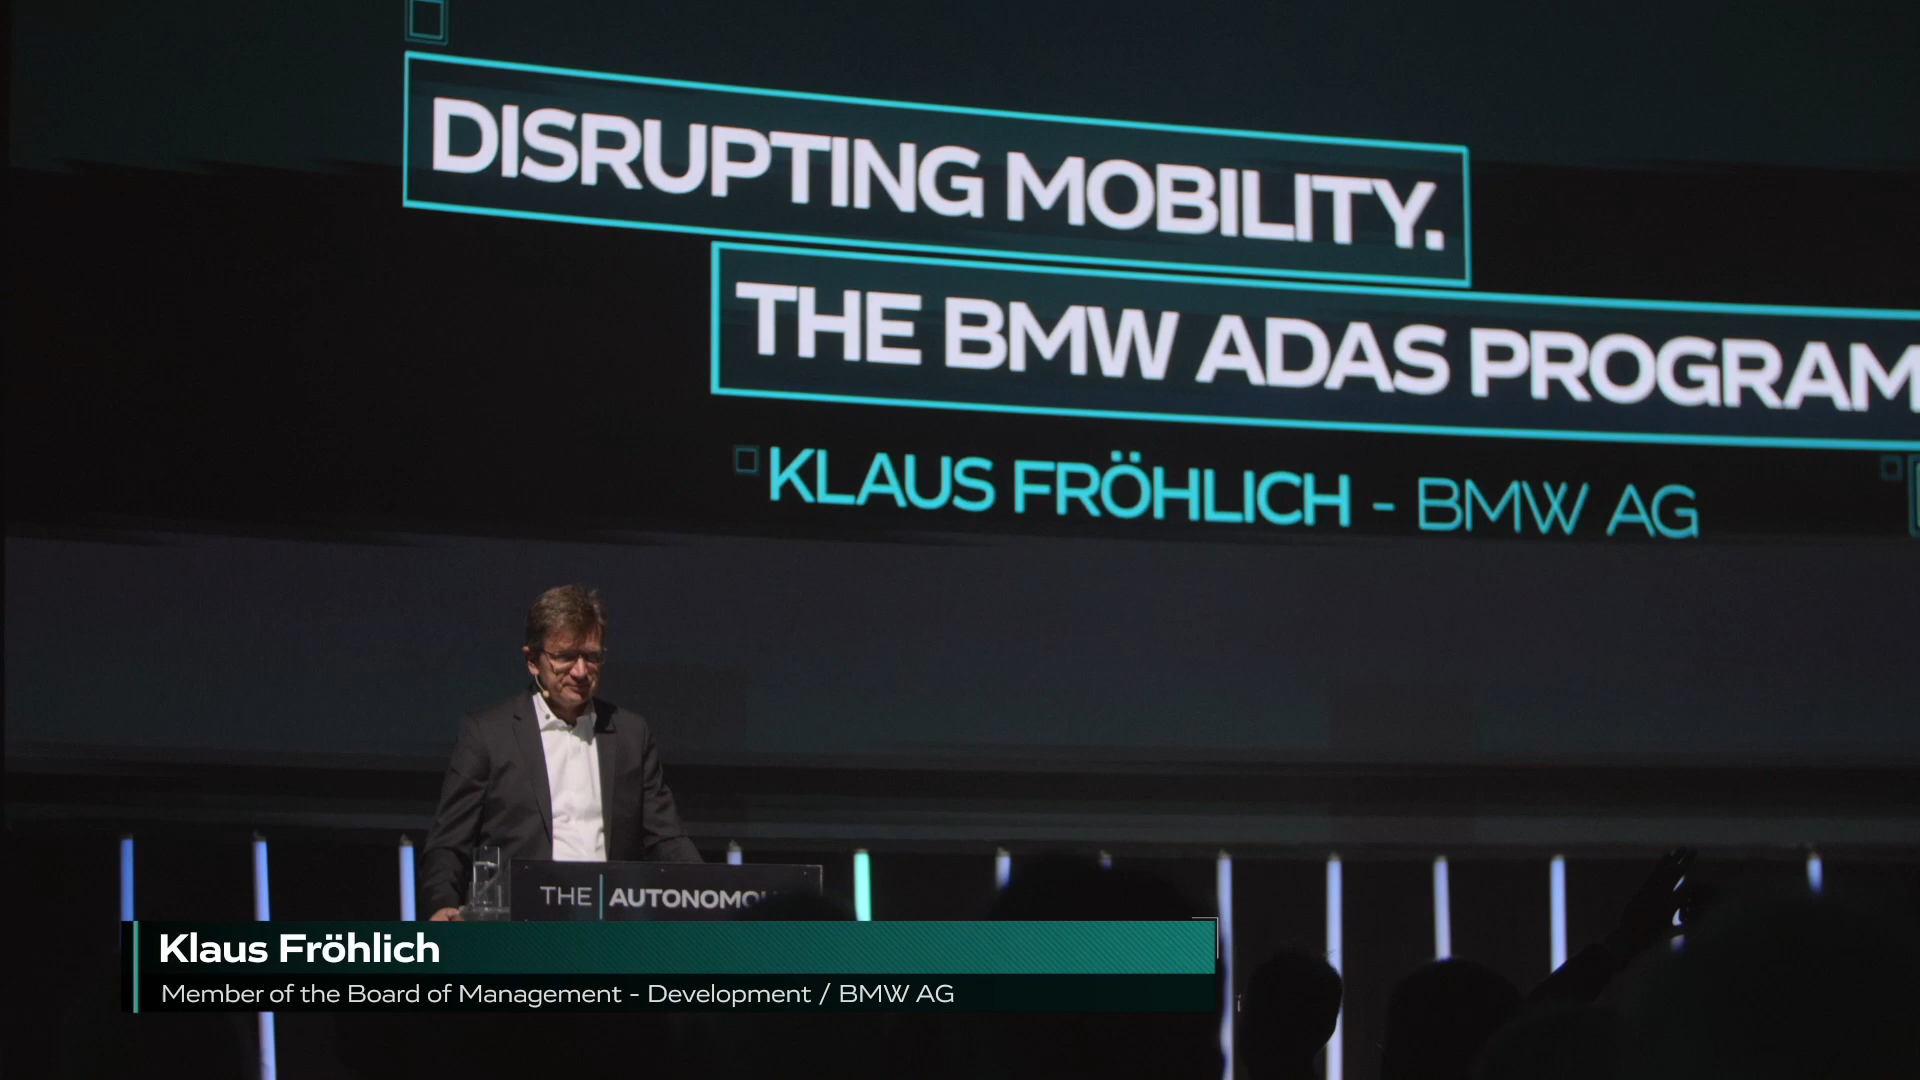 DISRUPTING MOBILITY.
THE BMW ADAS PROGRAM
KLAUS FRÖHLICH - BMW AG
THE | AUTONOMOU
Klaus Fröhlich
Member of the Board of Management - Development / BMW AG